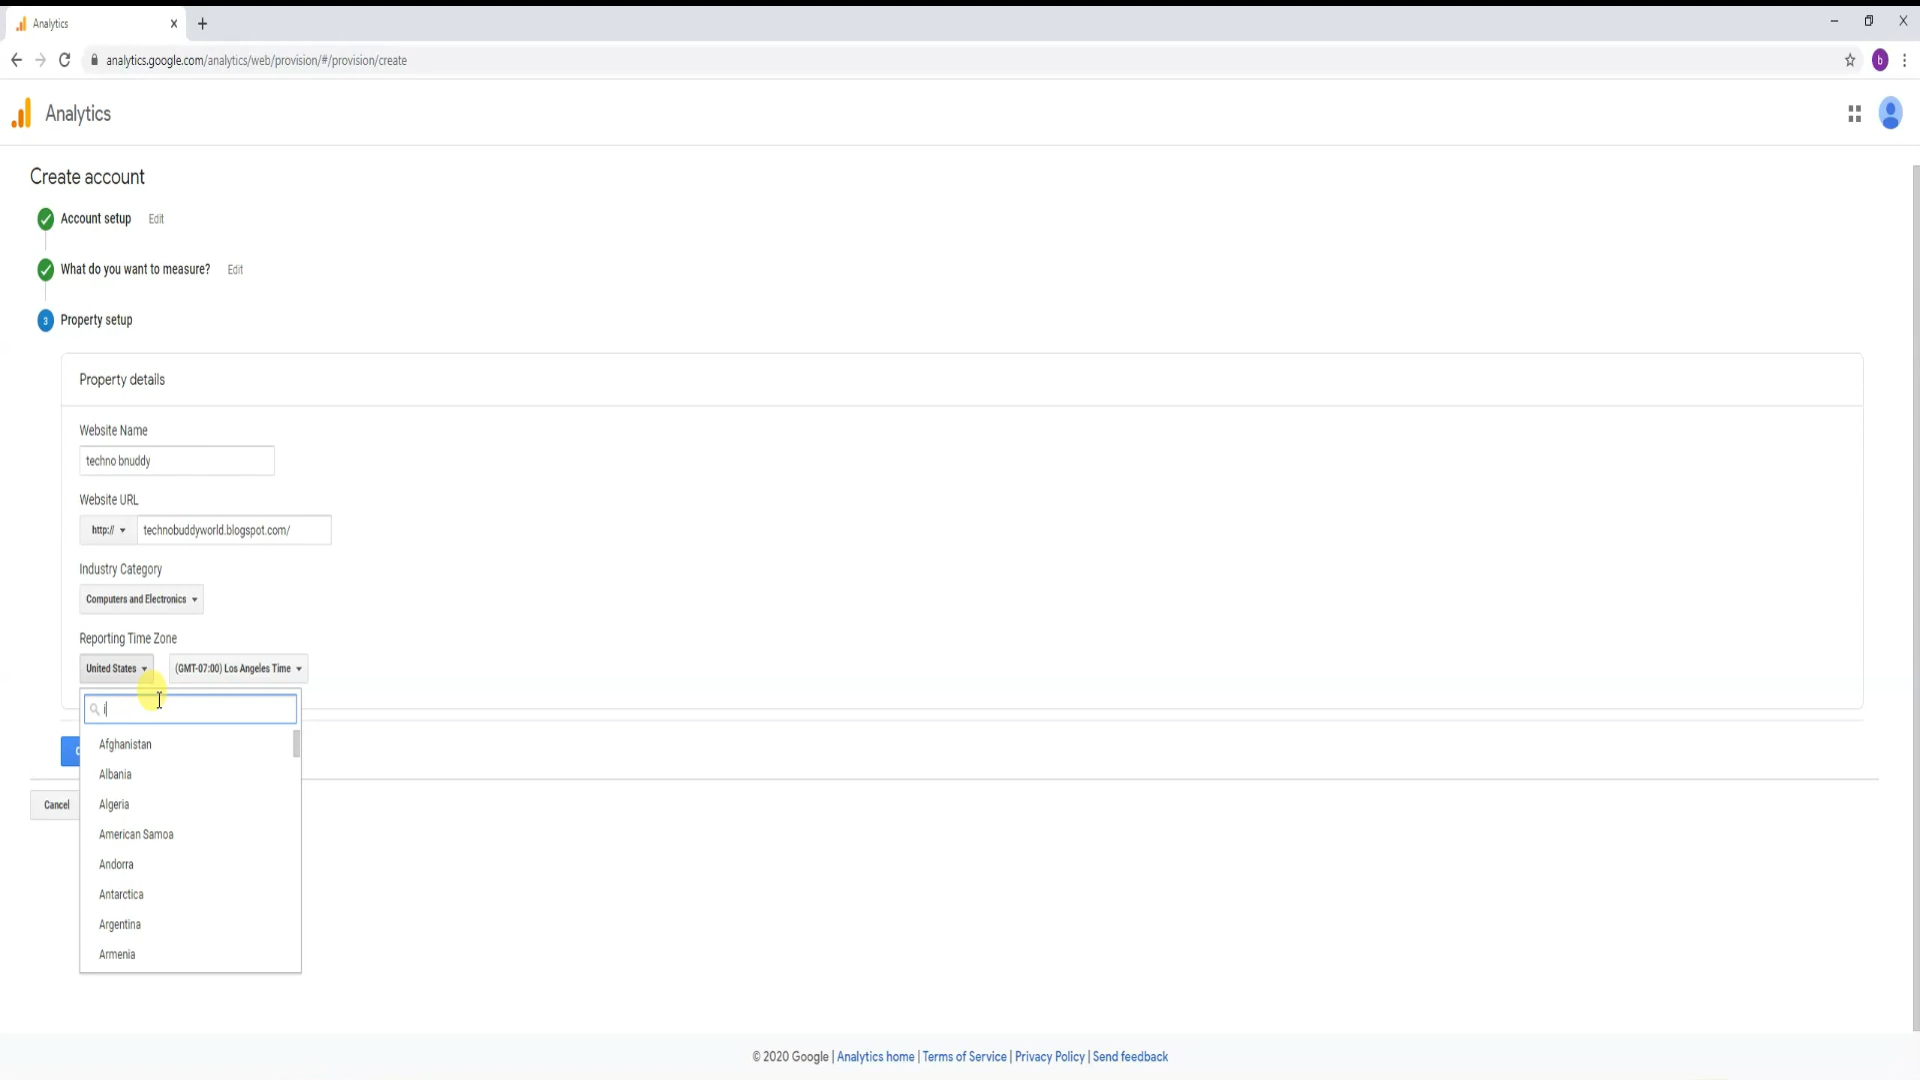 Analytics
analytics.google.com/analytics/web/provision/#/provision/create
b
Analytics
Create account
Account setup Edit
What do you want to measure? Edit
3 Property setup
Property details
Website Name
techno bnuddy
Website URL
http:// technobuddyworld.blogspot.com/
Industry Category
Computers and Electronics
Reporting Time Zone
United States (GMT-07:00) Los Angeles Time
i
Afghanistan
Albania
Algeria
American Samoa
Andorra
Antarctica
Argentina
Armenia
Cancel
© 2020 Google | Analytics home | Terms of Service | Privacy Policy | Send feedback